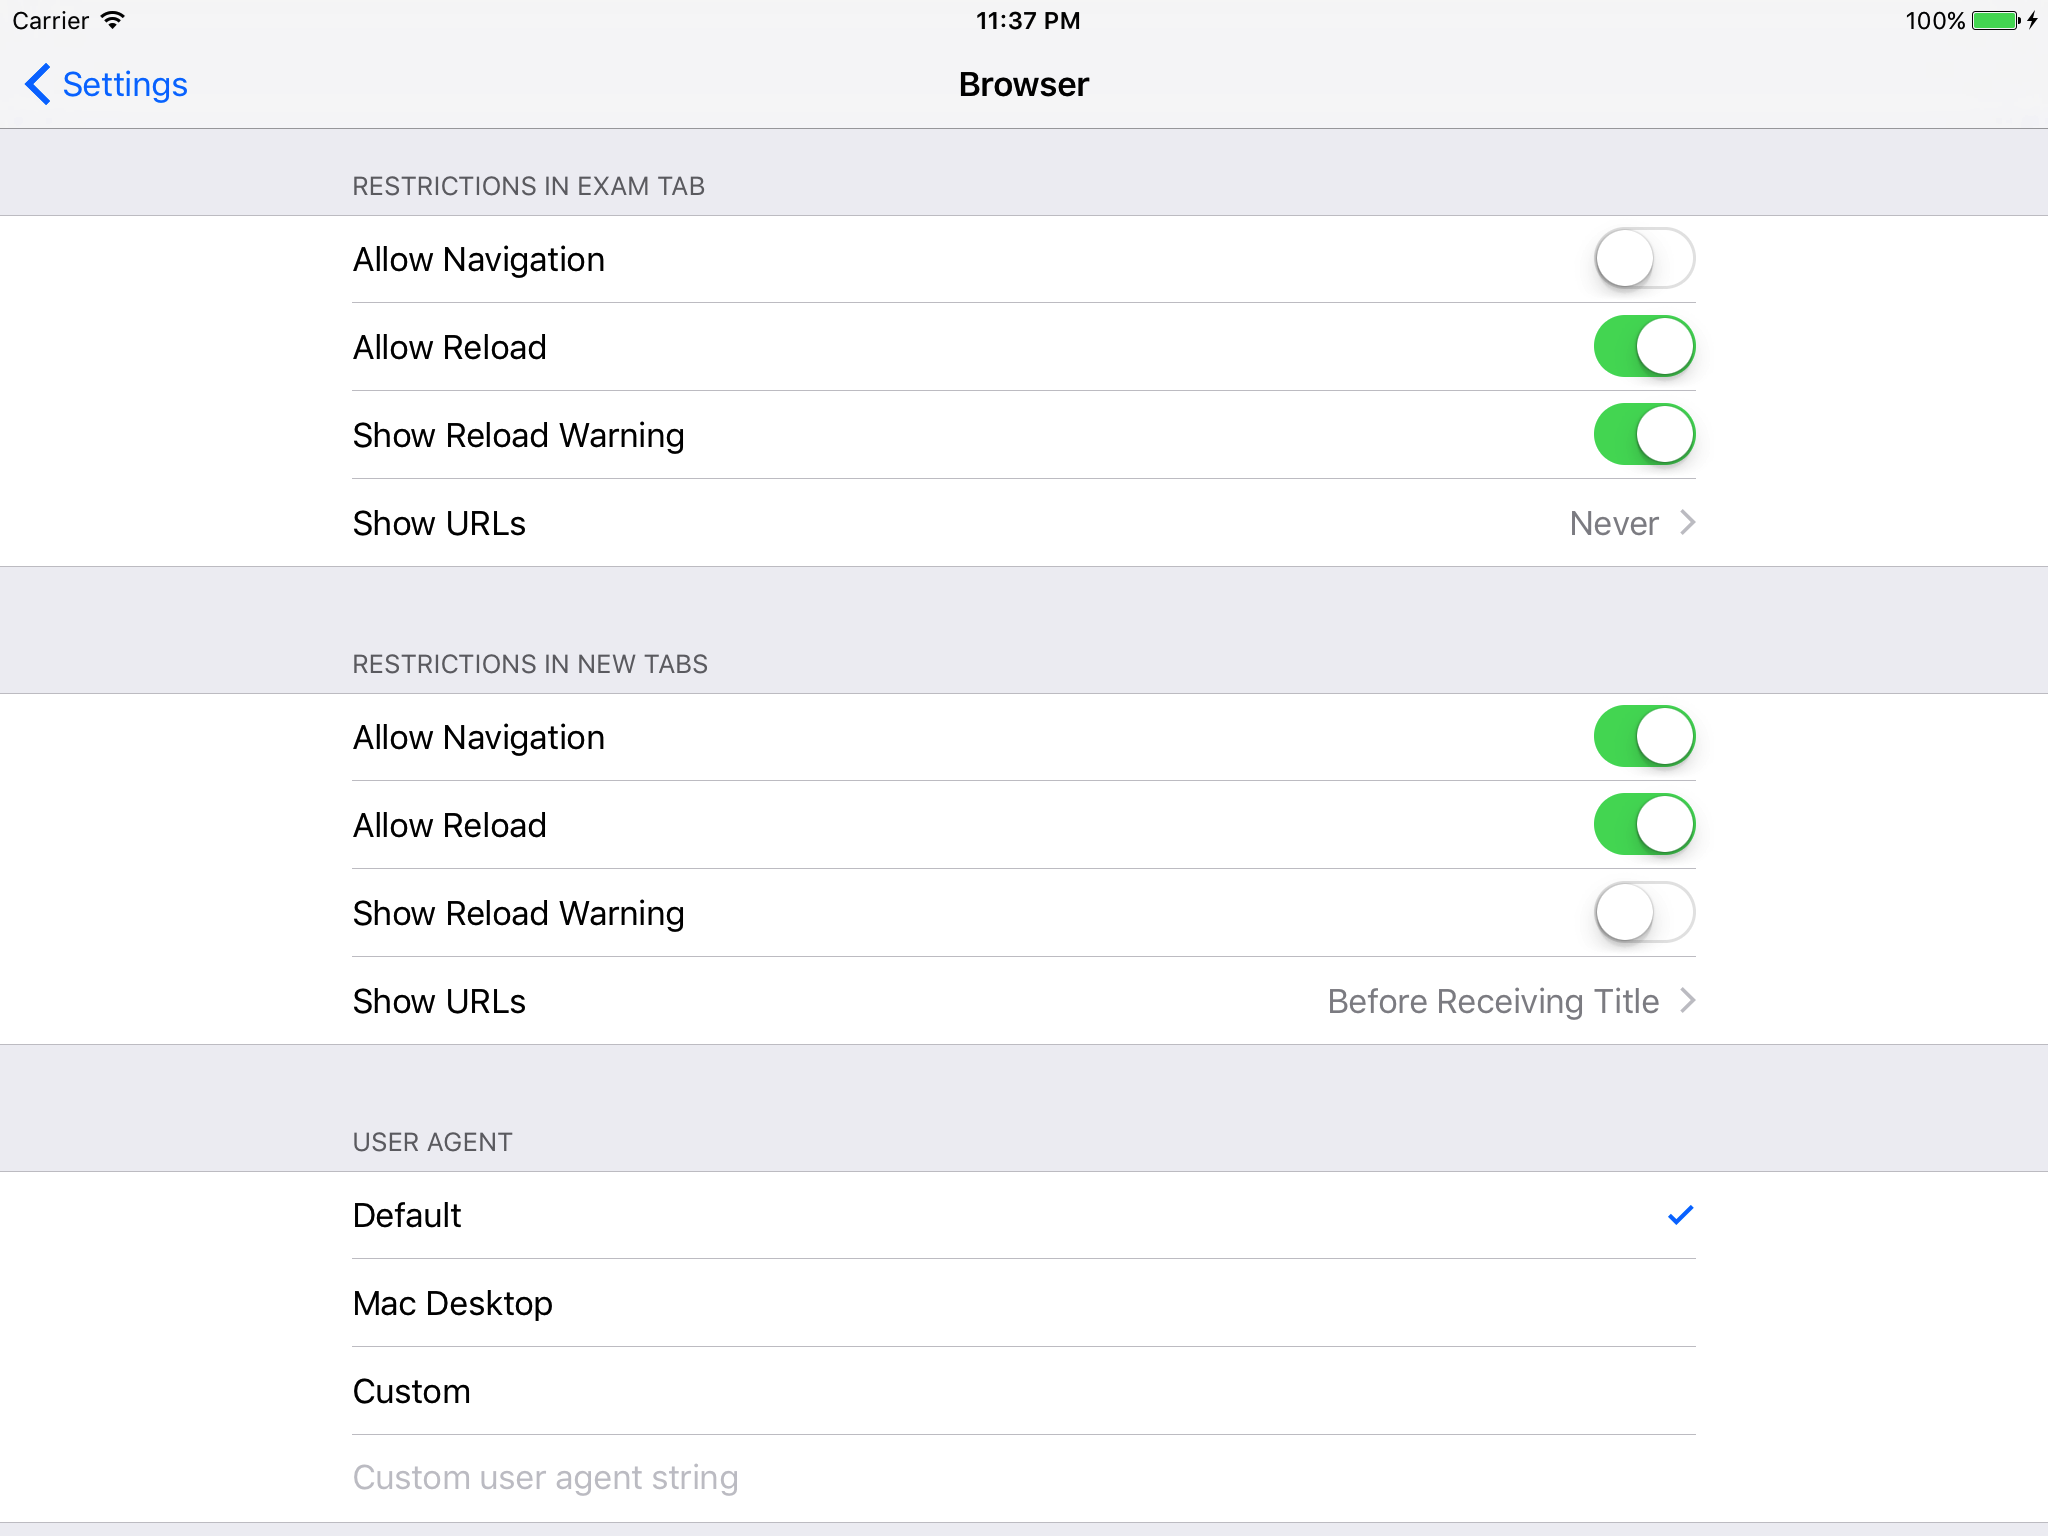 Carrier 11:37 PM 100%
Settings Browser
RESTRICTIONS IN EXAM TAB
Allow Navigation
Allow Reload
Show Reload Warning
Show URLs Never
RESTRICTIONS IN NEW TABS
Allow Navigation
Allow Reload
Show Reload Warning
Show URLs Before Receiving Title
USER AGENT
Default
Mac Desktop
Custom
Custom user agent string